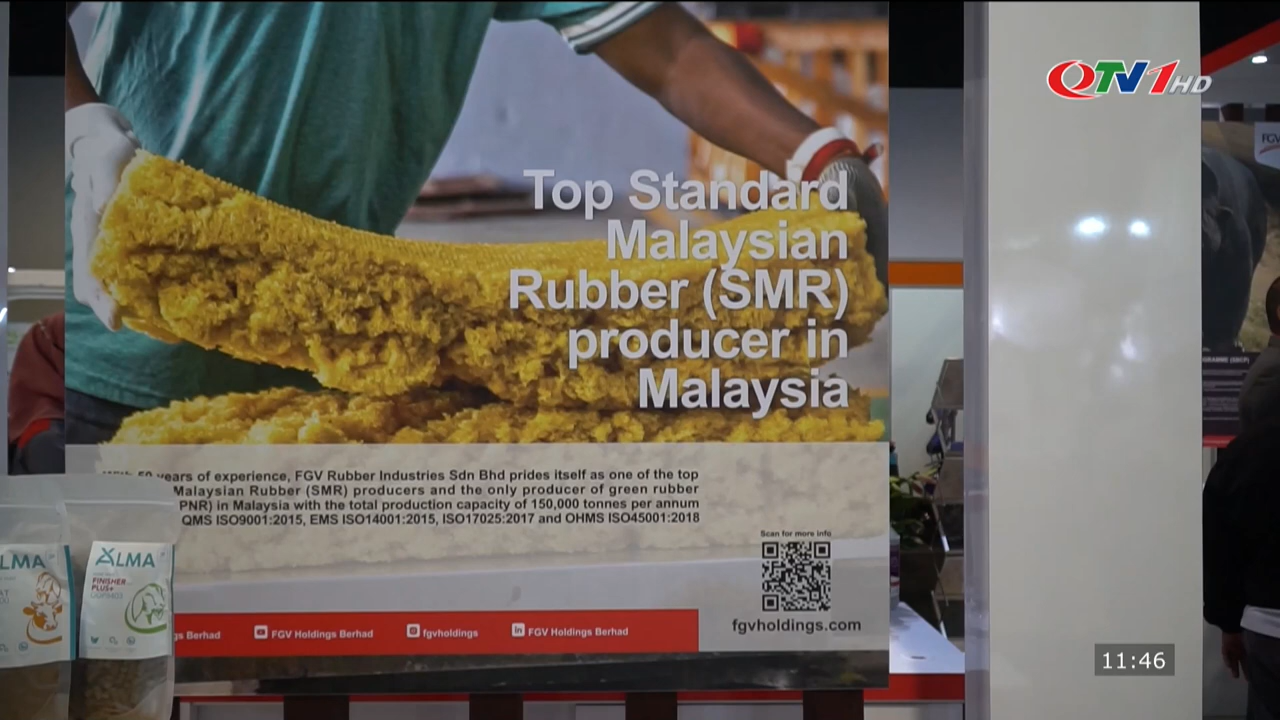 QTV1 HD
FGV
Top Standard
Malaysian
Rubber (SMR)
producer in
Malaysia
50 years of experience, FGV Rubber Industries Sdn Bhd prides itself as one of the top
Malaysian Rubber (SMR) producers and the only producer of green rubber
PNR) in Malaysia with the total production capacity of 150,000 tonnes per annum
QMS ISO9001:2015, EMS ISO14001:2015, ISO17025:2017 and OHMS ISO45001:2018
Scan for more info
fgvholdings.com
gs Berhad
FGV Holdings Berhad
fgvholdings
FGV Holdings Berhad
LMA
ALMA
FINISHER
PLUS+
11:46